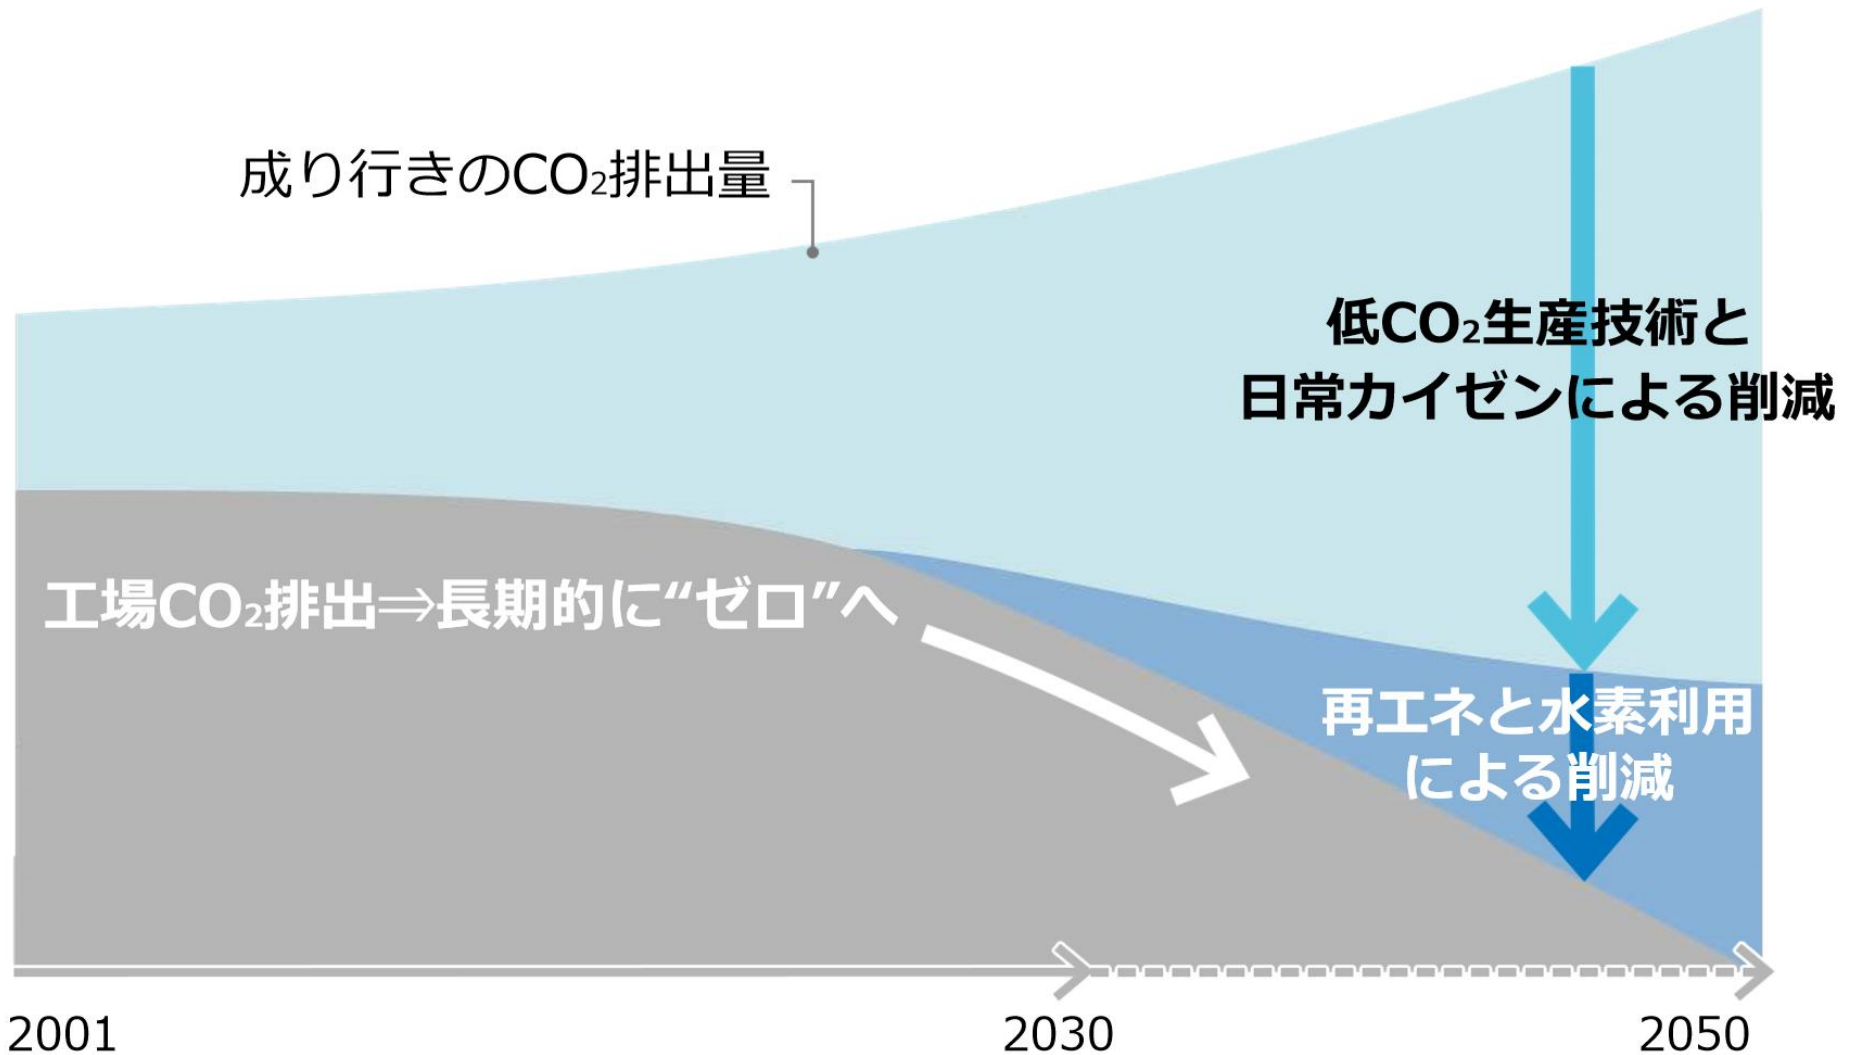 成り行きのCO₂排出量
低CO₂生産技術と
日常カイゼンによる削減
工場CO₂排出⇒長期的に“ゼロ”へ
再エネと水素利用
による削減
2001
2030
2050